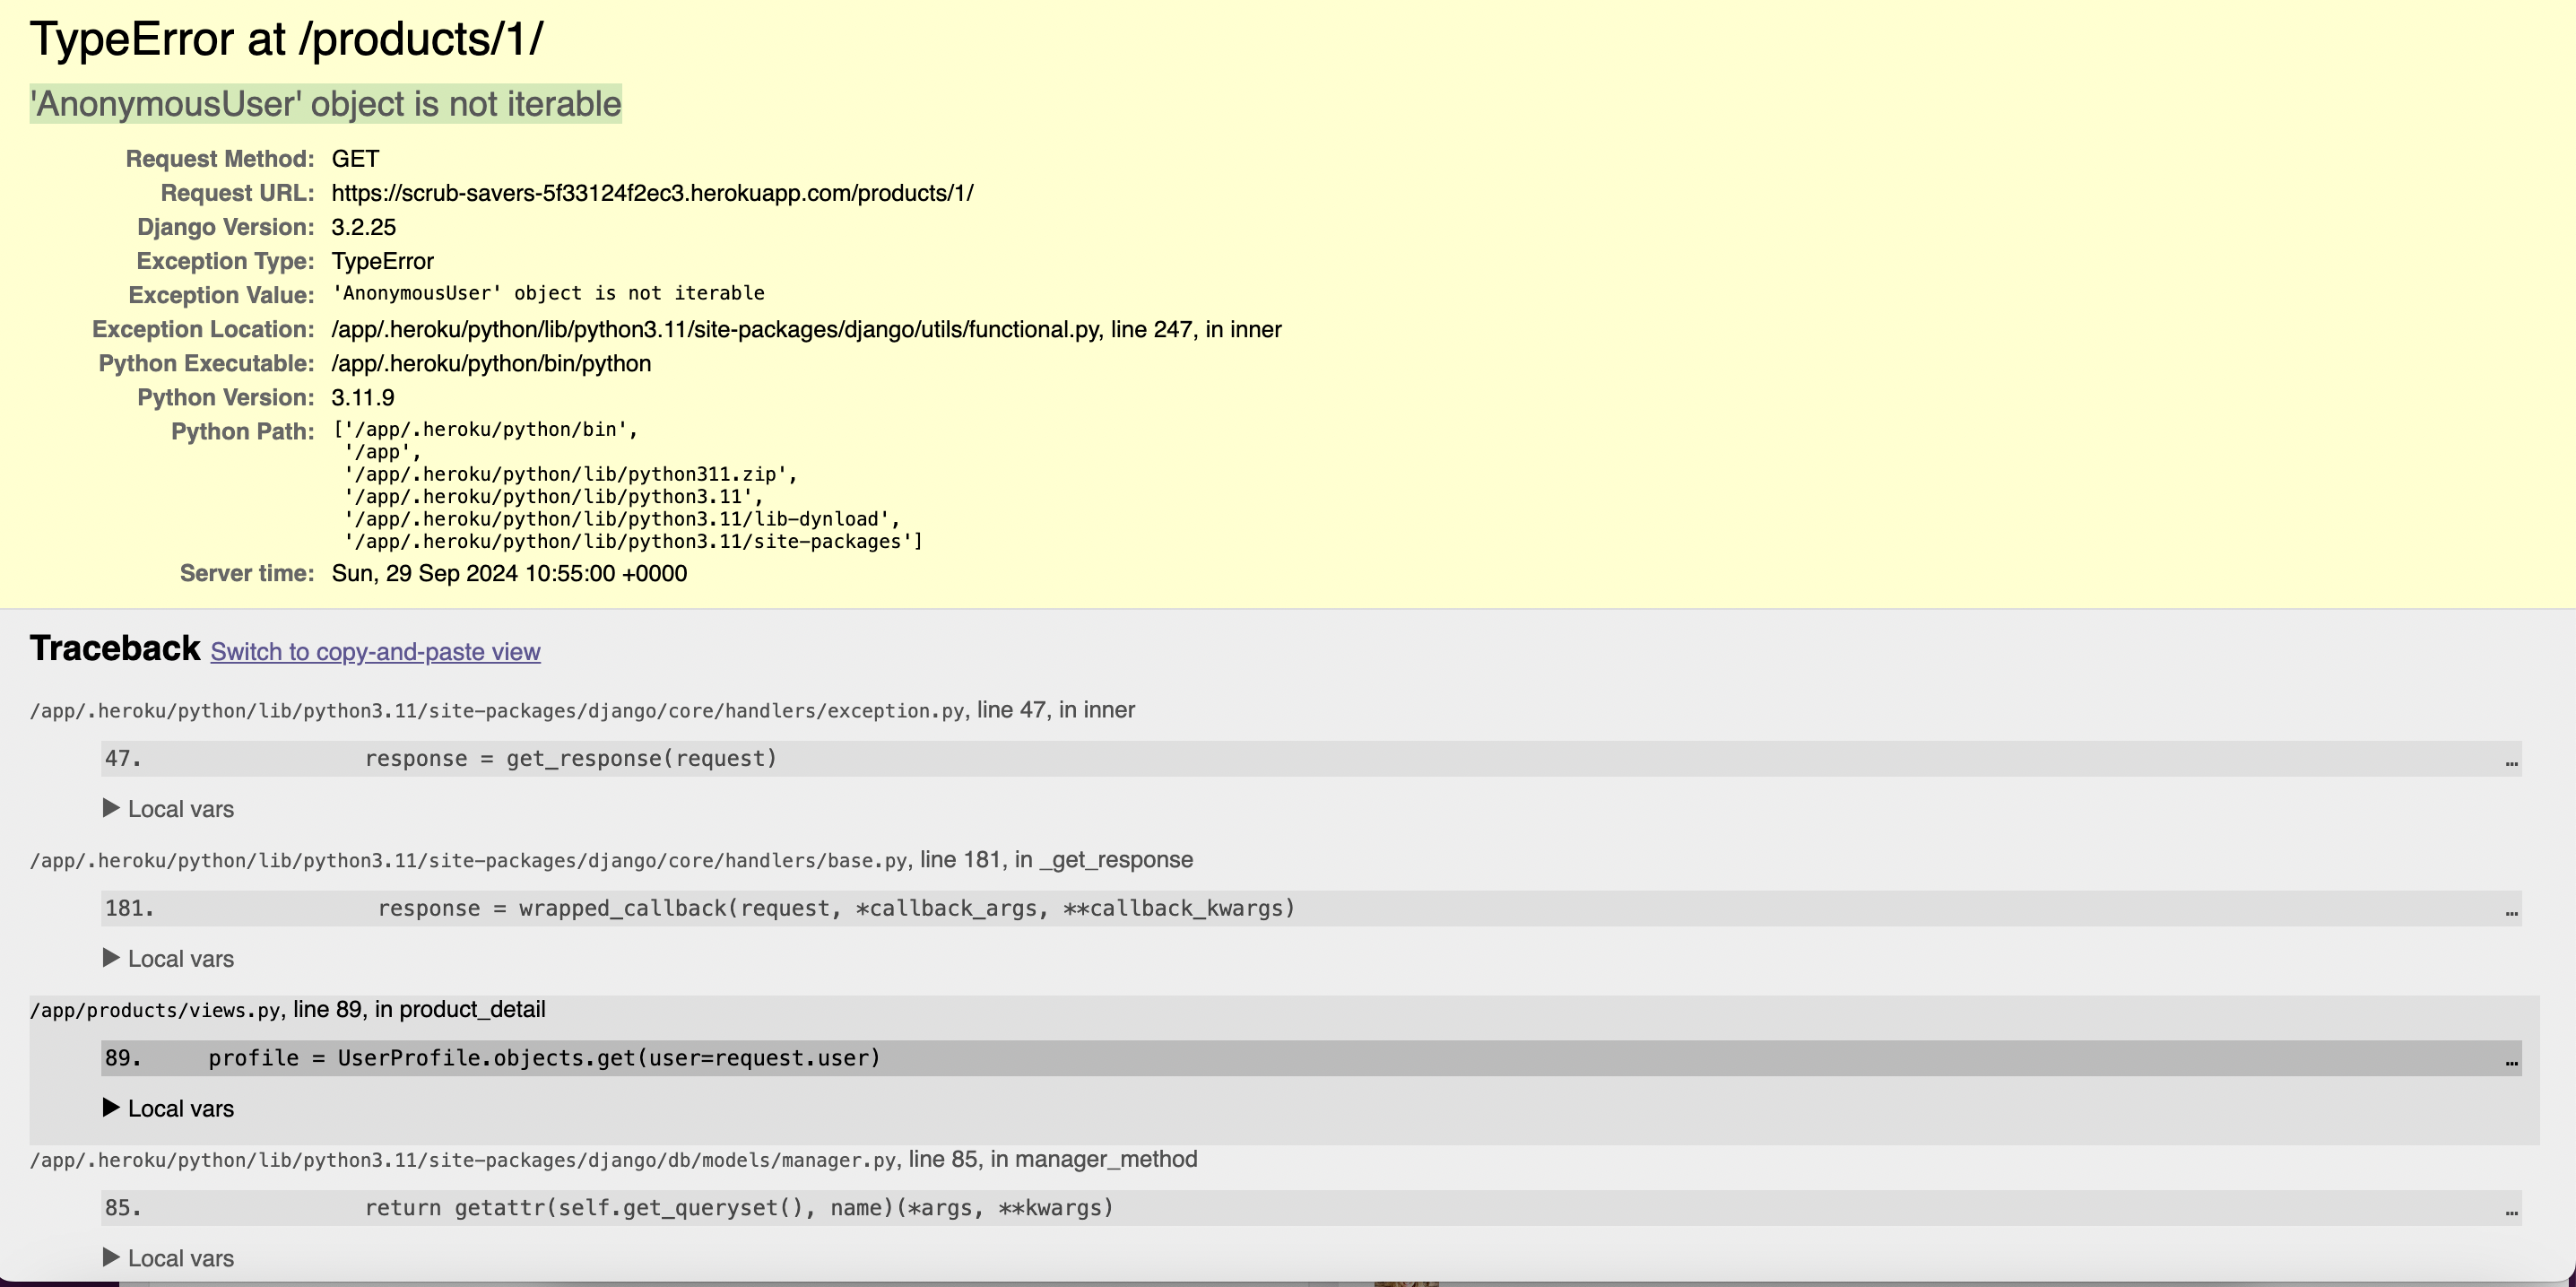 TypeError at /products/1/
'AnonymousUser' object is not iterable
Request Method: GET
Request URL: https://scrub-savers-5f33124f2ec3.herokuapp.com/products/1/
Django Version: 3.2.25
Exception Type: TypeError
Exception Value: 'AnonymousUser' object is not iterable
Exception Location: /app/.heroku/python/lib/python3.11/site-packages/django/utils/functional.py, line 247, in inner
Python Executable: /app/.heroku/python/bin/python
Python Version: 3.11.9
Python Path: ['/app/.heroku/python/bin',
'/app',
'/app/.heroku/python/lib/python311.zip',
'/app/.heroku/python/lib/python3.11',
'/app/.heroku/python/lib/python3.11/lib-dynload',
'/app/.heroku/python/lib/python3.11/site-packages']
Server time: Sun, 29 Sep 2024 10:55:00 +0000
Traceback Switch to copy-and-paste view
/app/.heroku/python/lib/python3.11/site-packages/django/core/handlers/exception.py, line 47, in inner
47. response = get_response(request) …
▶ Local vars
/app/.heroku/python/lib/python3.11/site-packages/django/core/handlers/base.py, line 181, in _get_response
181. response = wrapped_callback(request, *callback_args, **callback_kwargs) …
▶ Local vars
/app/products/views.py, line 89, in product_detail
89. profile = UserProfile.objects.get(user=request.user) …
▶ Local vars
/app/.heroku/python/lib/python3.11/site-packages/django/db/models/manager.py, line 85, in manager_method
85. return getattr(self.get_queryset(), name)(*args, **kwargs) …
▶ Local vars